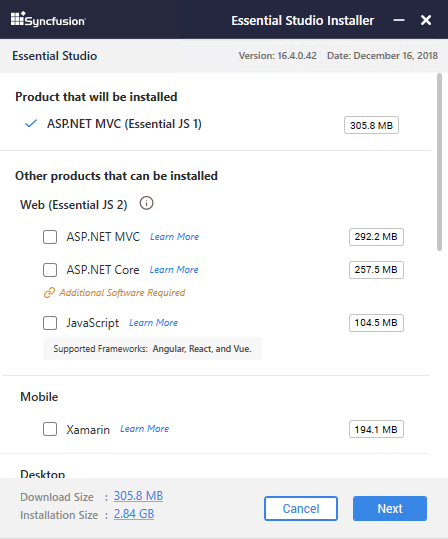 Syncfusion Essential Studio Installer
Essential Studio Version: 16.4.0.42 Date: December 16, 2018
Product that will be installed
ASP.NET MVC (Essential JS 1) 305.8 MB
Other products that can be installed
Web (Essential JS 2)
ASP.NET MVC Learn More 292.2 MB
ASP.NET Core Learn More 257.5 MB
Additional Software Required
JavaScript Learn More 104.5 MB
Supported Frameworks: Angular, React, and Vue.
Mobile
Xamarin Learn More 194.1 MB
Desktop
Download Size : 305.8 MB
Installation Size : 2.84 GB
Cancel Next